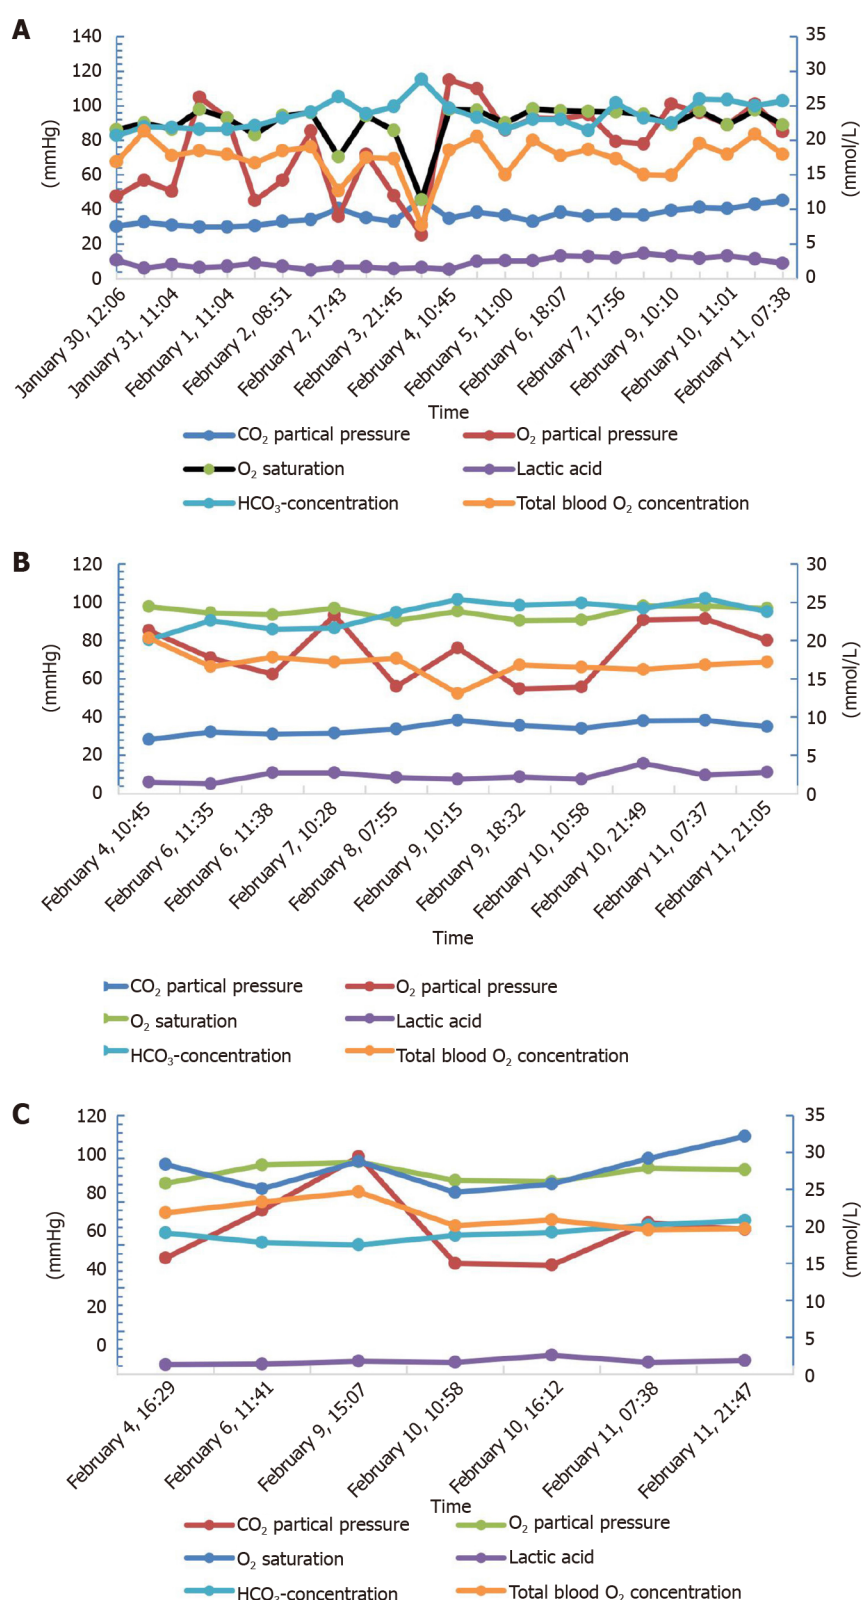 A
140
120
100
80
60
40
20
0
(mmHg)
35
30
25
20
15
10
5
0
(mmol/L)
January 30, 12:06
January 31, 11:04
February 1, 11:04
February 2, 08:51
February 2, 17:43
February 3, 21:45
February 4, 10:45
February 5, 11:00
February 6, 18:07
February 7, 17:56
February 9, 10:10
February 10, 11:01
February 11, 07:38
Time
CO₂ partical pressure
O₂ partical pressure
O₂ saturation
Lactic acid
HCO₃-concentration
Total blood O₂ concentration
B
120
100
80
60
40
20
0
(mmHg)
30
25
20
15
10
5
0
(mmol/L)
February 4, 10:45
February 6, 11:35
February 6, 11:38
February 7, 10:28
February 8, 07:55
February 9, 10:15
February 9, 18:32
February 10, 10:58
February 10, 21:49
February 11, 07:37
February 11, 21:05
Time
CO₂ partical pressure
O₂ partical pressure
O₂ saturation
Lactic acid
HCO₃-concentration
Total blood O₂ concentration
C
120
100
80
60
40
20
0
(mmHg)
35
30
25
20
15
10
5
0
(mmol/L)
February 4, 16:29
February 6, 11:41
February 9, 15:07
February 10, 10:58
February 10, 16:12
February 11, 07:38
February 11, 21:47
Time
CO₂ partical pressure
O₂ partical pressure
O₂ saturation
Lactic acid
HCO₃-concentration
Total blood O₂ concentration